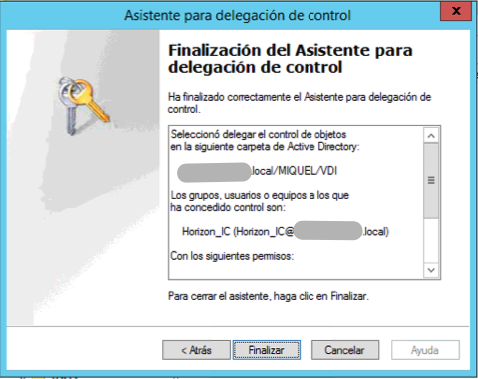 Asistente para delegación de control
x
Finalización del Asistente para
delegación de control
Ha finalizado correctamente el Asistente para delegación de
control.
Seleccionó delegar el control de objetos
en la siguiente carpeta de Active Directory:
.local/MIQUEL/VDI
Los grupos, usuarios o equipos a los que
ha concedido control son:
Horizon_IC (Horizon_IC@ .local)
Con los siguientes permisos:
Para cerrar el asistente, haga clic en Finalizar.
< Atrás Finalizar Cancelar Ayuda